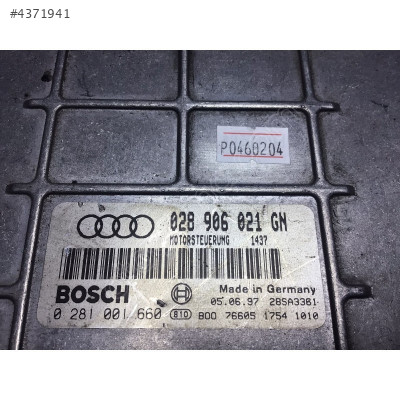 #4371941
P0460204
028 906 021 GN
MOTORSTEUERUNG 1437
BOSCH
Made in Germany
05.06.97 28SA3381
0 281 001 660 810 B00 76605 1754 1010